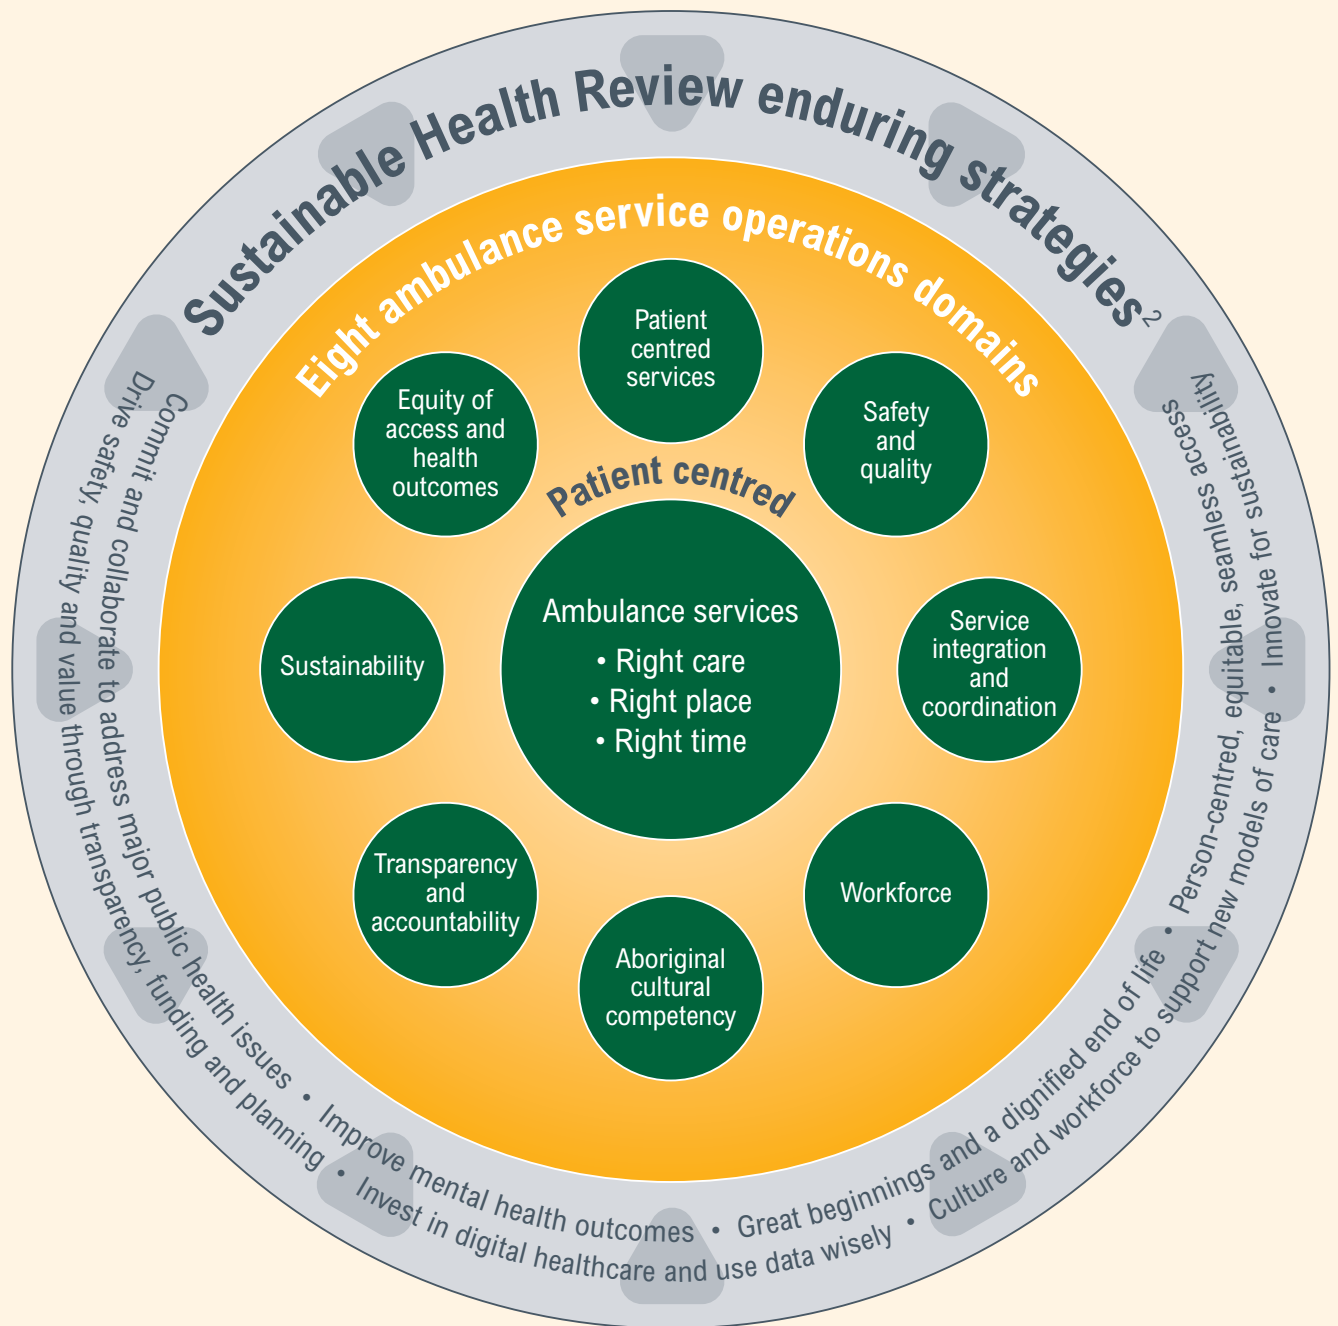 Sustainable Health Review enduring strategies2
Eight ambulance service operations domains
Patient
centred
services
Safety
and
quality
Service
integration
and
coordination
Workforce
Aboriginal
cultural
competency
Transparency
and
accountability
Sustainability
Equity of
access and
health
outcomes
Patient centred
Ambulance services
• Right care
• Right place
• Right time
Commit and collaborate to address major public health issues • Improve mental health outcomes • Great beginnings and a dignified end of life • Person-centred, equitable, seamless access
Drive safety, quality and value through transparency, funding and planning • Invest in digital healthcare and use data wisely • Culture and workforce to support new models of care • Innovate for sustainability